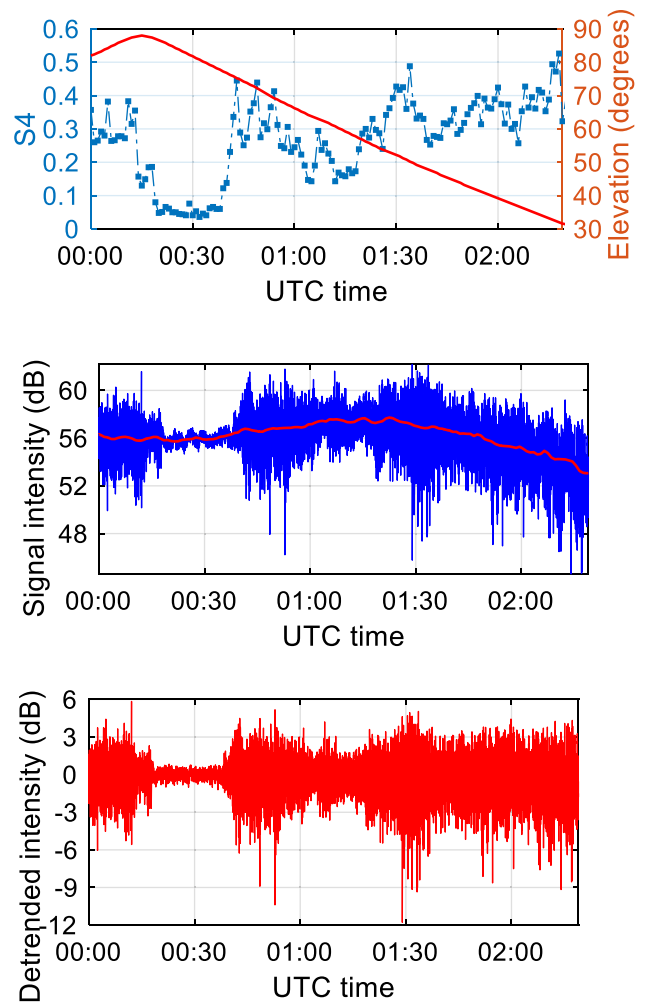 0.6
0.5
0.4
0.3
0.2
0.1
0
S4
90
80
70
60
50
40
30
Elevation (degrees)
00:00 00:30 01:00 01:30 02:00
UTC time
60
56
52
48
Signal intensity (dB)
00:00 00:30 01:00 01:30 02:00
UTC time
6
3
0
-3
-6
-9
-12
Detrended intensity (dB)
00:00 00:30 01:00 01:30 02:00
UTC time